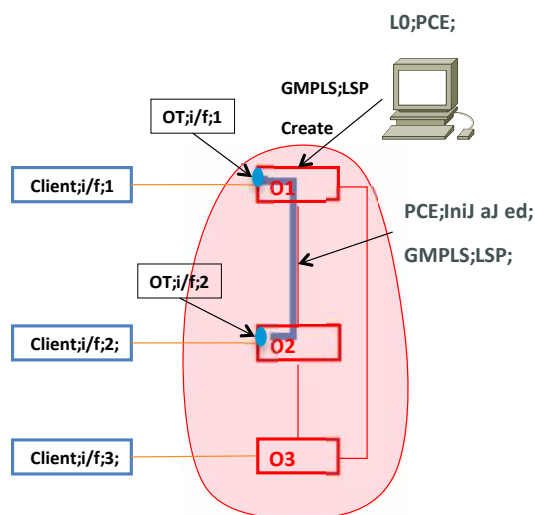 L0;PCE;
GMPLS;LSP
Create
OT;i/f;1
Client;i/f;1
O1
PCE;IniJ aJ ed;
GMPLS;LSP;
OT;i/f;2
Client;i/f;2;
O2
Client;i/f;3;
O3